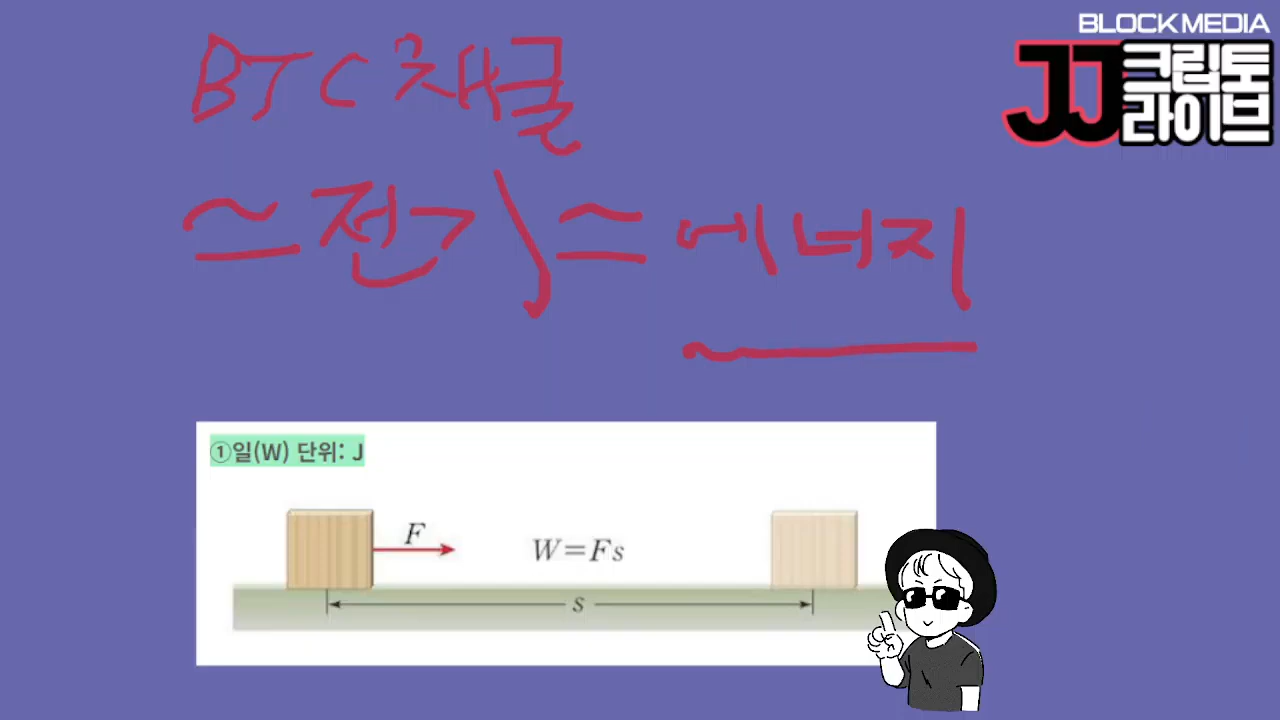 BLOCKMEDIA
JJ 크립토
라이브
BTC 채굴
≃ 전기 ≃ 에너지
①일(W) 단위: J
F
W=Fs
s